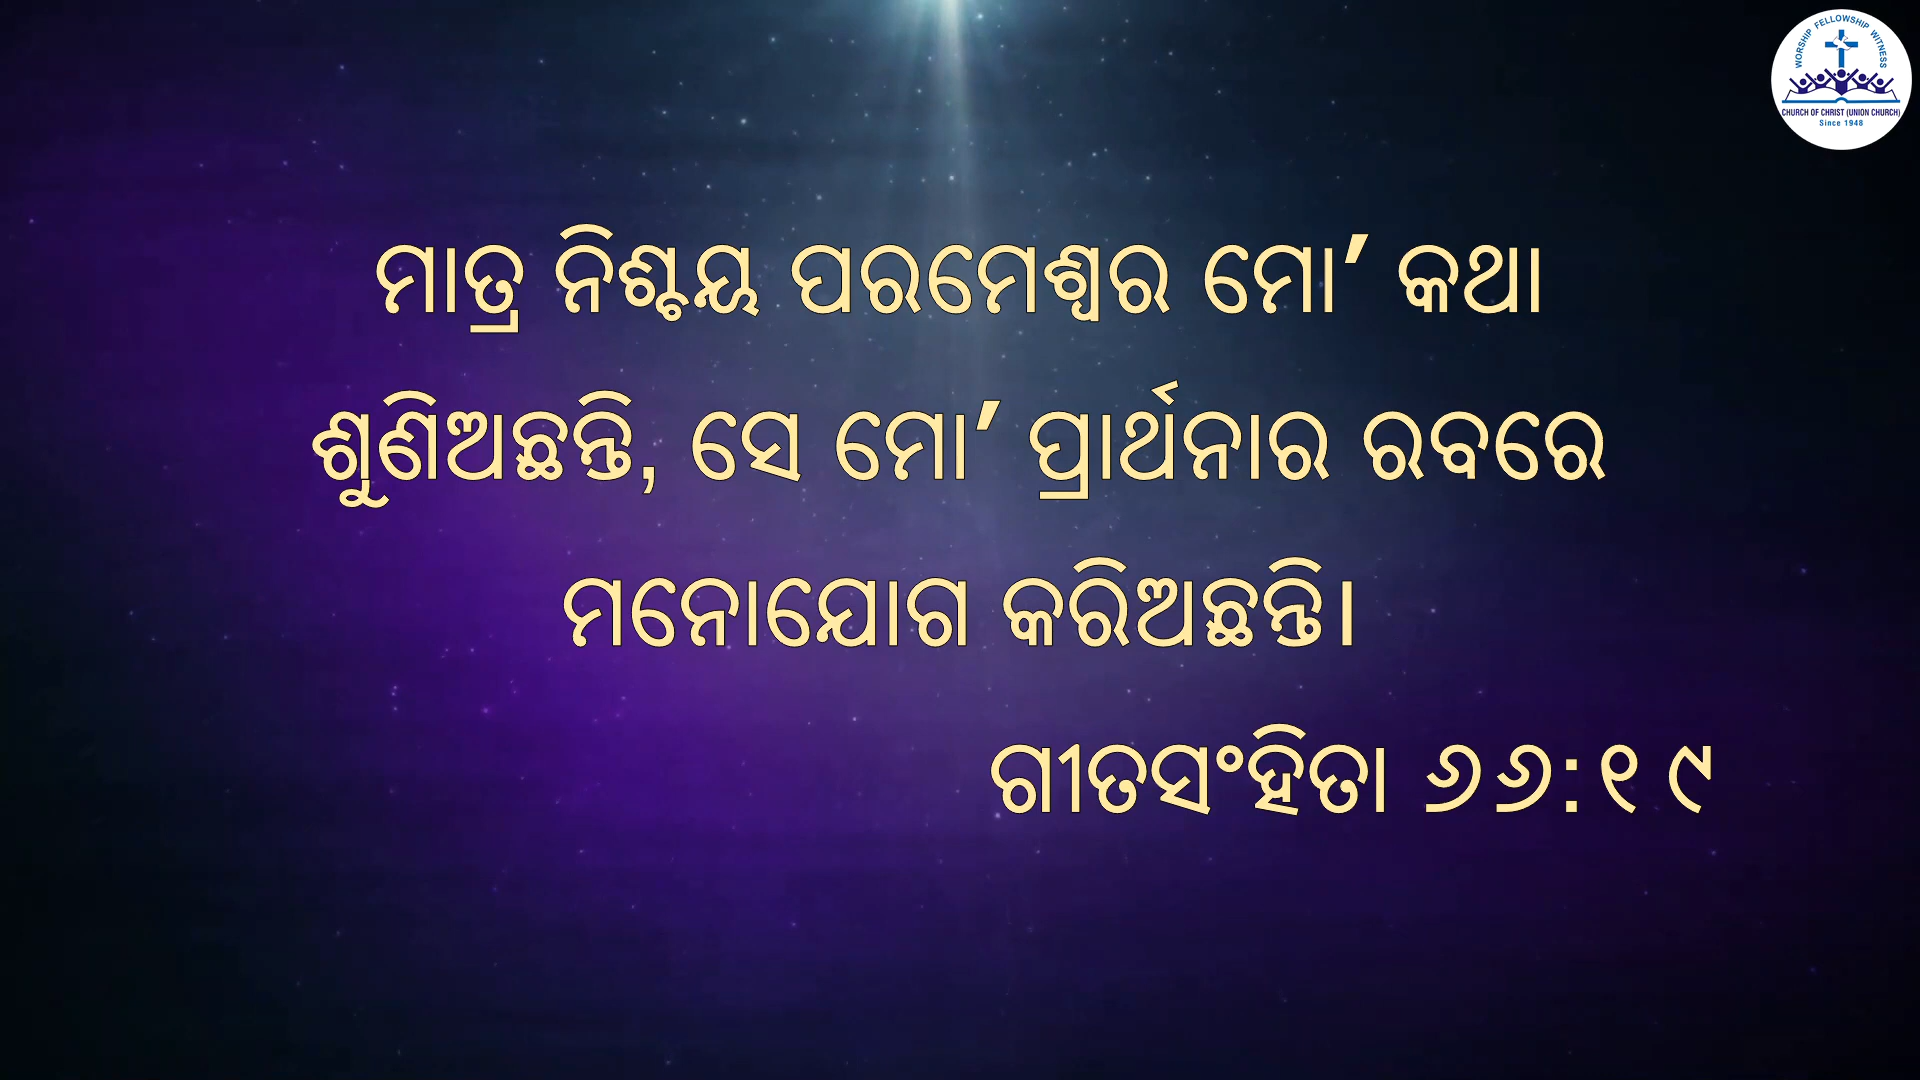 WORSHIP FELLOWSHIP WITNESS
CHURCH OF CHRIST (UNION CHURCH)
Since 1948
ମାତ୍ର ନିଶ୍ଚୟ ପରମେଶ୍ୱର ମୋ’ କଥା
ଶୁଣିଅଛନ୍ତି, ସେ ମୋ’ ପ୍ରାର୍ଥନାର ରବରେ
ମନୋଯୋଗ କରିଅଛନ୍ତି।
ଗୀତସଂହିତା ୬୬:୧୯